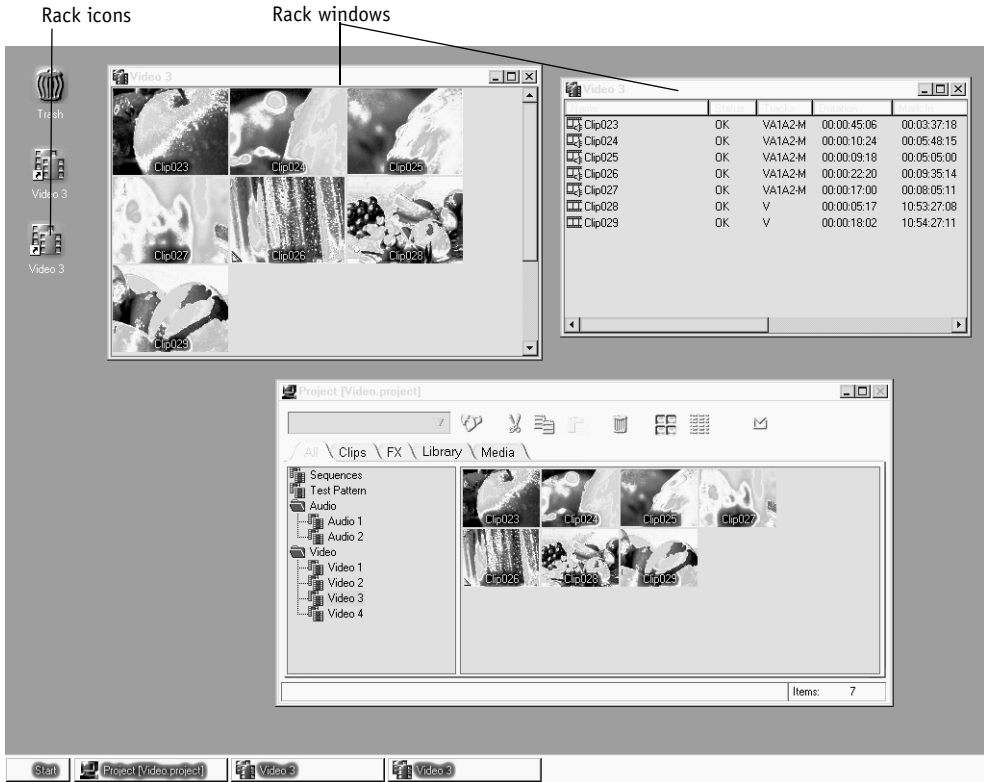 Rack icons
Rack windows
Trash
Video 3
Video 3
Video 3
Clip023
Clip024
Clip025
Clip027
Clip026
Clip028
Clip029
Video 3
Name Status Tracks Duration Mark In
Clip023 OK VA1A2-M 00:00:45:06 00:03:37:18
Clip024 OK VA1A2-M 00:00:10:24 00:05:48:15
Clip025 OK VA1A2-M 00:00:09:18 00:05:05:00
Clip026 OK VA1A2-M 00:00:22:20 00:09:35:14
Clip027 OK VA1A2-M 00:00:17:00 00:08:05:11
Clip028 OK V 00:00:05:17 10:53:27:08
Clip029 OK V 00:00:18:02 10:54:27:11
Project [Video.project]
7
All Clips FX Library Media
Sequences
Test Pattern
Audio
Audio 1
Audio 2
Video
Video 1
Video 2
Video 3
Video 4
Clip023
Clip024
Clip025
Clip027
Clip026
Clip028
Clip029
Items: 7
Start Project [Video.project] Video 3 Video 3